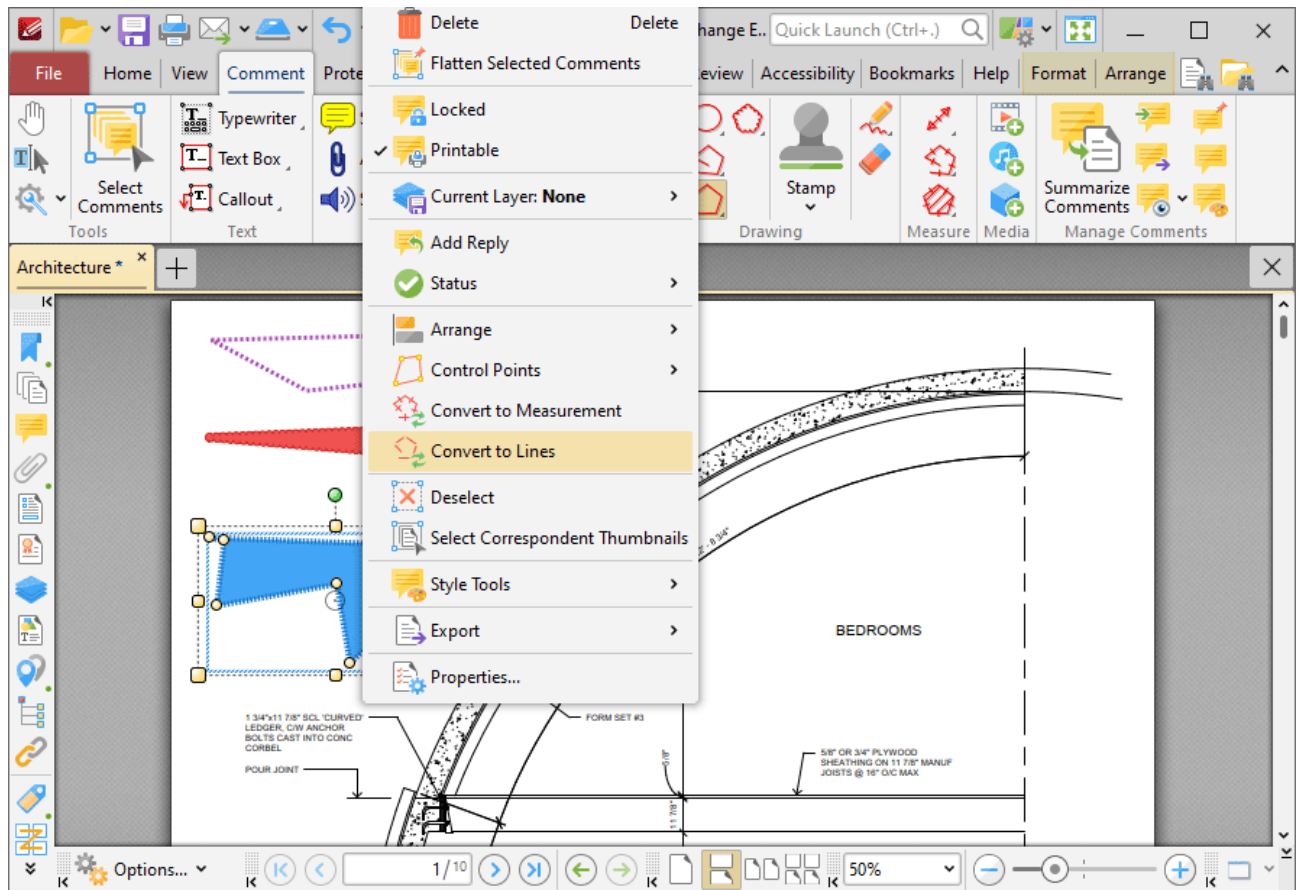 hange E..
Quick Launch (Ctrl+.)
File
Home
View
Comment
Prote
eview
Accessibility
Bookmarks
Help
Format
Arrange
Select
Comments
Tools
Typewriter
Text Box
Callout
Text
Drawing
Stamp
Measure
Media
Summarize
Comments
Manage Comments
Delete Delete
Flatten Selected Comments
Locked
Printable
Current Layer: None
Add Reply
Status
Arrange
Control Points
Convert to Measurement
Convert to Lines
Deselect
Select Correspondent Thumbnails
Style Tools
Export
Properties...
Architecture *
BEDROOMS
1 3/4"x11 7/8" SCL 'CURVED'
LEDGER, C/W ANCHOR
BOLTS CAST INTO CONC
CORBEL
POUR JOINT
FORM SET #3
5/8"
11 7/8"
5/8" OR 3/4" PLYWOOD
SHEATHING ON 11 7/8" MANUF
JOISTS @ 16" O/C MAX
Options...
1 / 10
50%